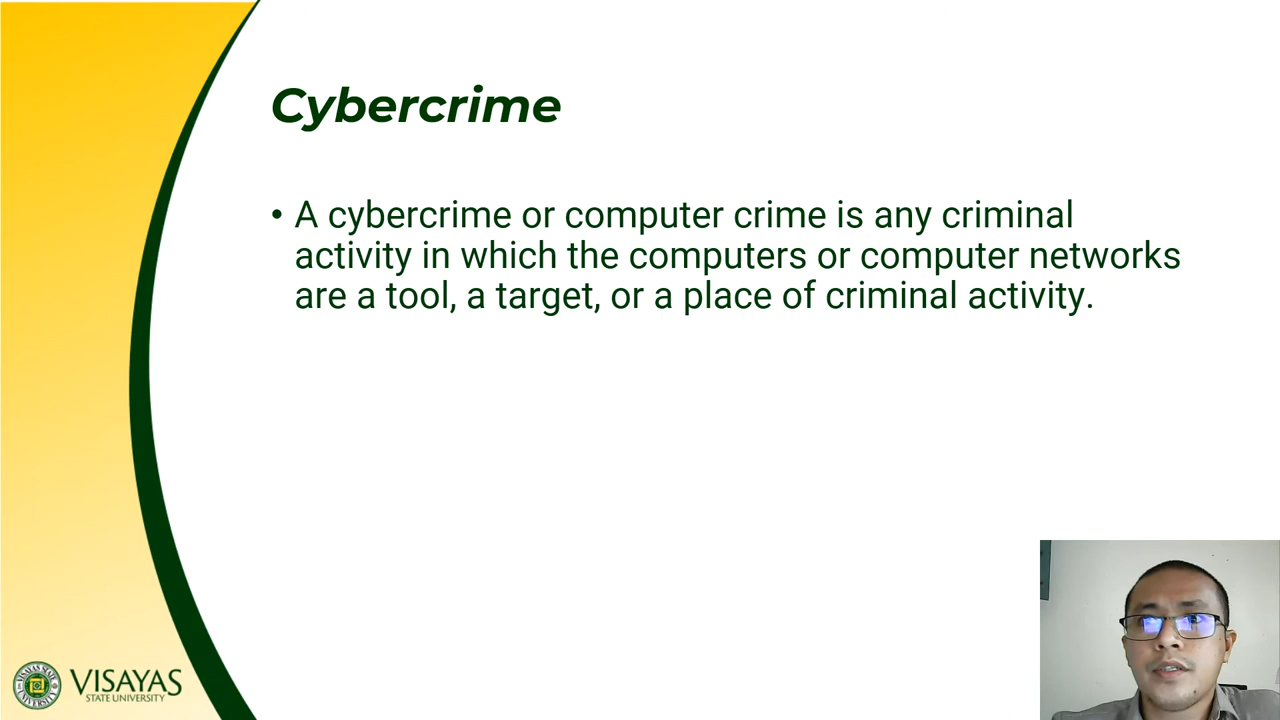 Cybercrime
• A cybercrime or computer crime is any criminal
activity in which the computers or computer networks
are a tool, a target, or a place of criminal activity.
VISAYAS
STATE UNIVERSITY